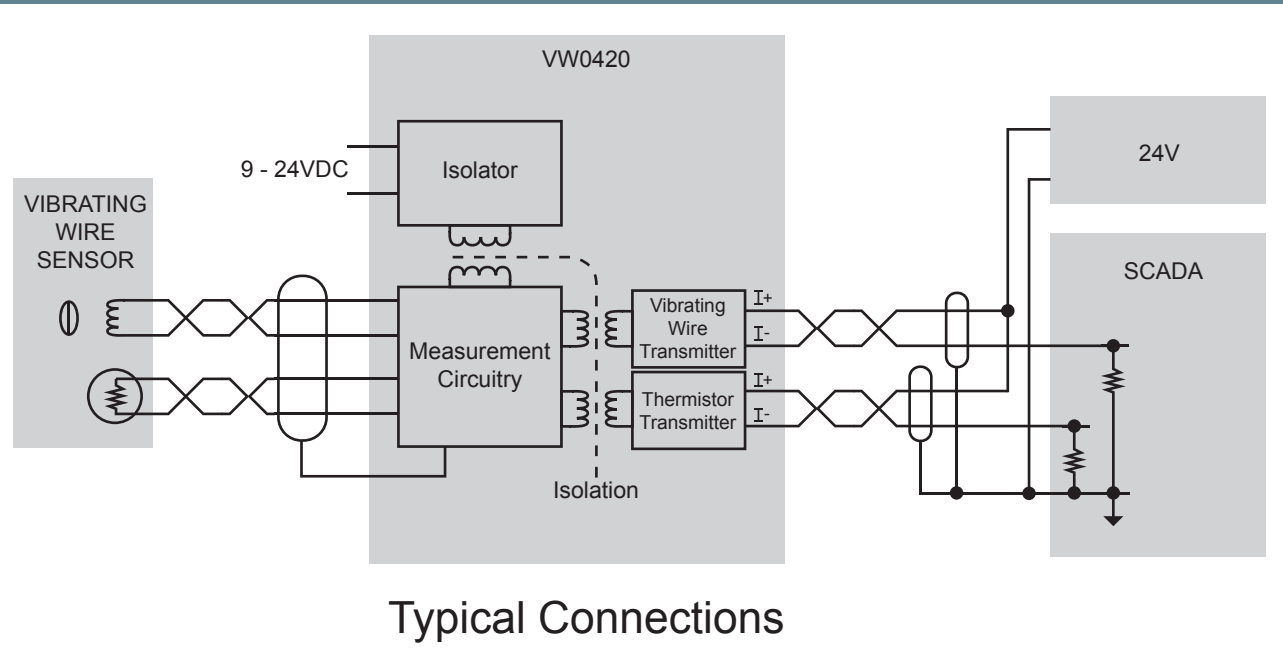 VW0420
9 - 24VDC
Isolator
24V
VIBRATING
WIRE
SENSOR
SCADA
Measurement
Circuitry
Vibrating
Wire
Transmitter
I+
I-
Thermistor
Transmitter
I+
I-
Isolation
Typical Connections